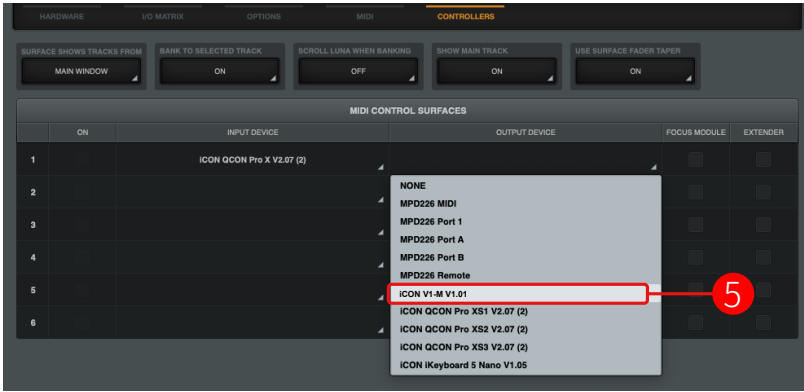 HARDWARE I/O MATRIX OPTIONS MIDI CONTROLLERS
SURFACE SHOWS TRACKS FROM BANK TO SELECTED TRACK SCROLL LUNA WHEN BANKING SHOW MAIN TRACK USE SURFACE FADER TAPER
MAIN WINDOW ON OFF ON ON
MIDI CONTROL SURFACES
ON INPUT DEVICE OUTPUT DEVICE FOCUS MODULE EXTENDER
1 iCON QCON Pro X V2.07 (2)
NONE
2
MPD226 MIDI
3 MPD226 Port 1
MPD226 Port A
4 MPD226 Port B
MPD226 Remote
5 iCON V1-M V1.01 5
iCON QCON Pro XS1 V2.07 (2)
6 iCON QCON Pro XS2 V2.07 (2)
iCON QCON Pro XS3 V2.07 (2)
iCON iKeyboard 5 Nano V1.05